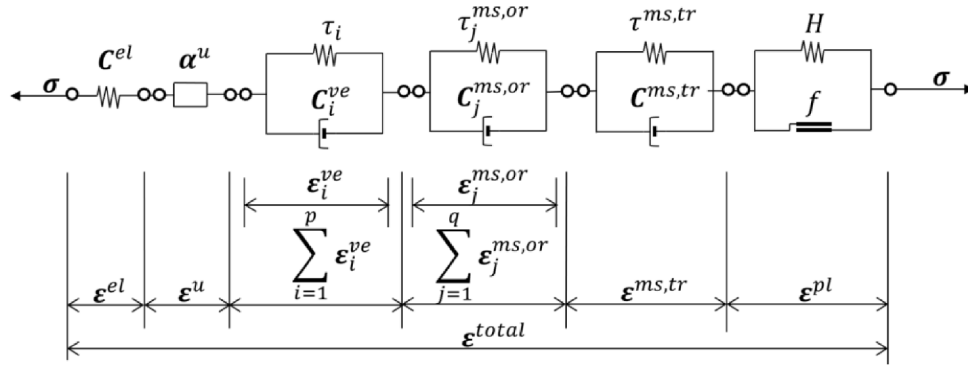 τ_i τ_j^{ms,or} τ^{ms,tr} H
C^{el} α^u
σ σ
C_i^{ve} C_j^{ms,or} C^{ms,tr} f
ε_i^{ve} ε_j^{ms,or}
∑_{i=1}^{p} ε_i^{ve} ∑_{j=1}^{q} ε_j^{ms,or}
ε^{el} ε^u ε^{ms,tr} ε^{pl}
ε^{total}